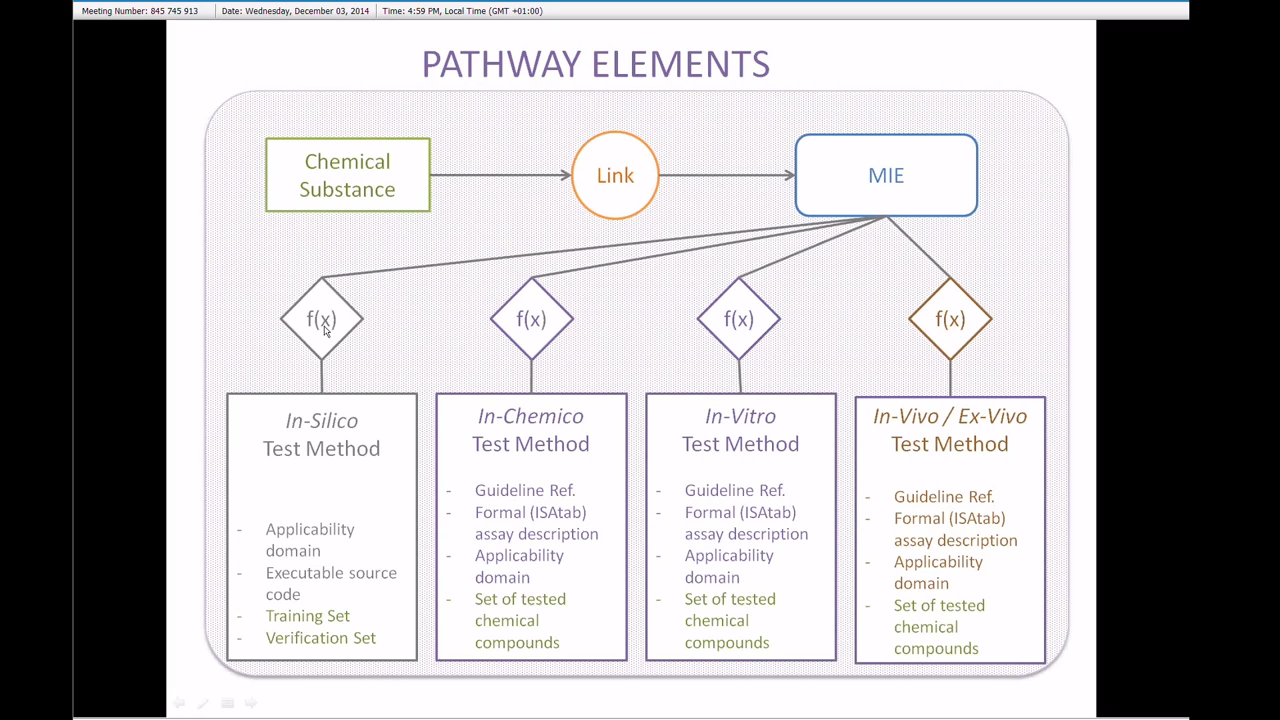 Meeting Number: 845 745 913
Date: Wednesday, December 03, 2014
Time: 4:59 PM, Local Time (GMT +01:00)
PATHWAY ELEMENTS
Chemical
Substance
Link
MIE
f(x)
f(x)
f(x)
f(x)
In-Silico
Test Method
- Applicability
domain
- Executable source
code
- Training Set
- Verification Set
In-Chemico
Test Method
- Guideline Ref.
- Formal (ISAtab)
assay description
- Applicability
domain
- Set of tested
chemical
compounds
In-Vitro
Test Method
- Guideline Ref.
- Formal (ISAtab)
assay description
- Applicability
domain
- Set of tested
chemical
compounds
In-Vivo / Ex-Vivo
Test Method
- Guideline Ref.
- Formal (ISAtab)
assay description
- Applicability
domain
- Set of tested
chemical
compounds